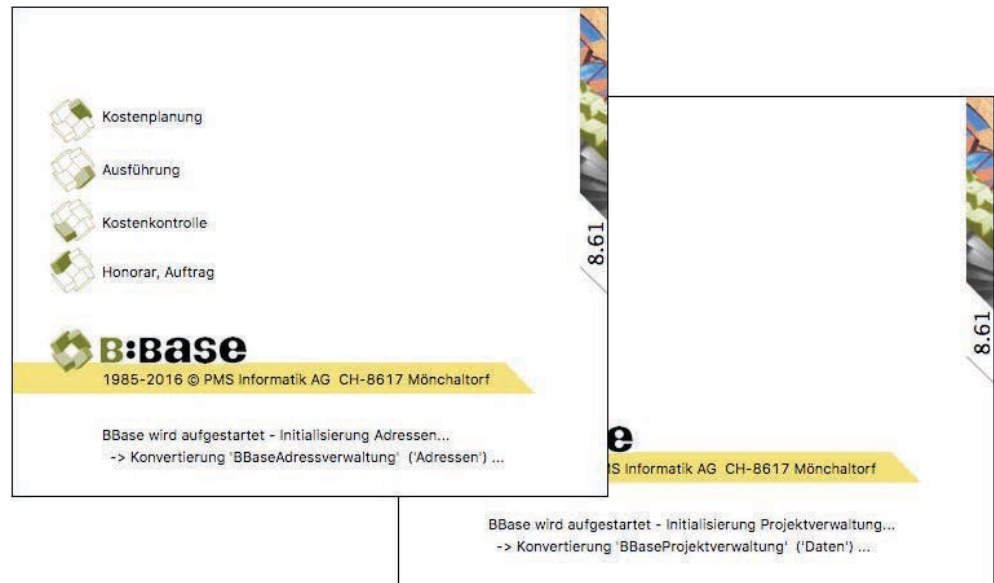 Kostenplanung
Ausführung
Kostenkontrolle
Honorar, Auftrag
8.61
B:Base
1985-2016 © PMS Informatik AG CH-8617 Mönchaltorf
BBase wird aufgestartet - Initialisierung Adressen...
-> Konvertierung 'BBaseAdressverwaltung' ('Adressen') ...
8.61
e
Informatik AG CH-8617 Mönchaltorf
BBase wird aufgestartet - Initialisierung Projektverwaltung...
-> Konvertierung 'BBaseProjektverwaltung' ('Daten') ...